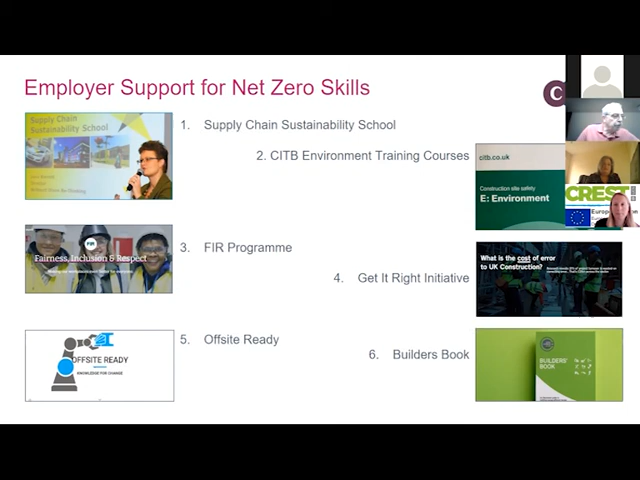 Employer Support for Net Zero Skills
C
Supply Chain
Sustainability School
1. Supply Chain Sustainability School
2. CITB Environment Training Courses
citb.co.uk
Construction site safety
E: Environment
CREST
FIR
Fairness, Inclusion & Respect
3. FIR Programme
4. Get It Right Initiative
What is the cost of error
to UK Construction?
OFFSITE READY
KNOWLEDGE FOR CHANGE
5. Offsite Ready
6. Builders Book
BUILDERS'
BOOK